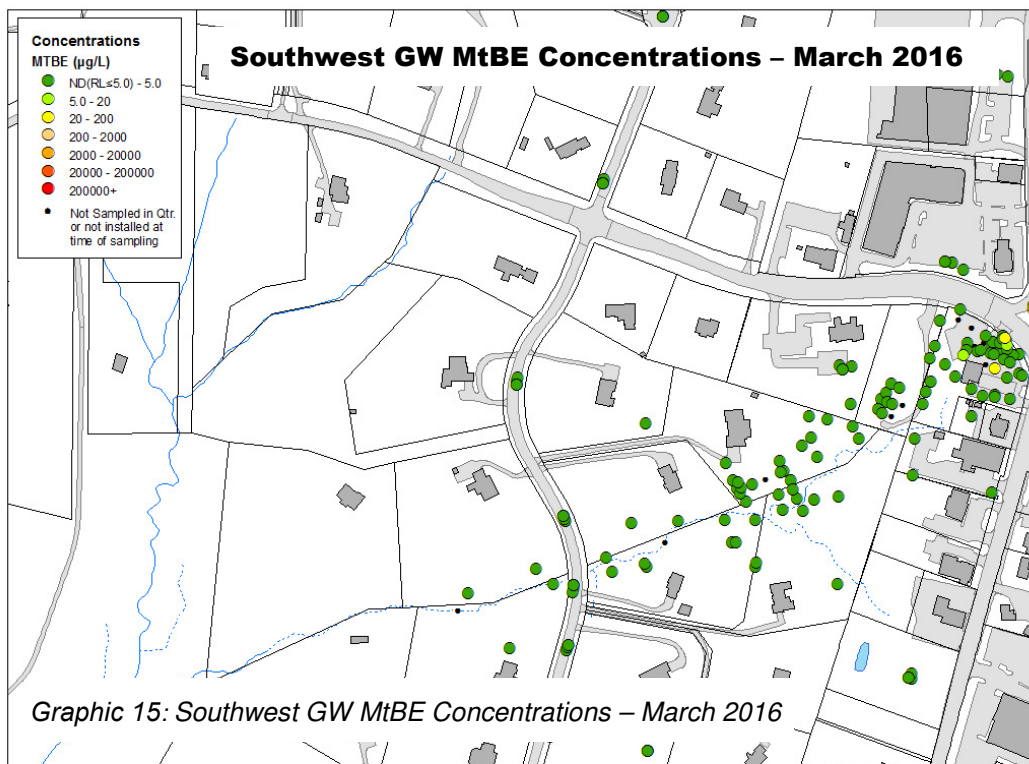 Southwest GW MtBE Concentrations – March 2016
Concentrations
MTBE (µg/L)
ND(RL≤5.0) - 5.0
5.0 - 20
20 - 200
200 - 2000
2000 - 20000
20000 - 200000
200000+
Not Sampled in Qtr.
or not installed at
time of sampling
Graphic 15: Southwest GW MtBE Concentrations – March 2016